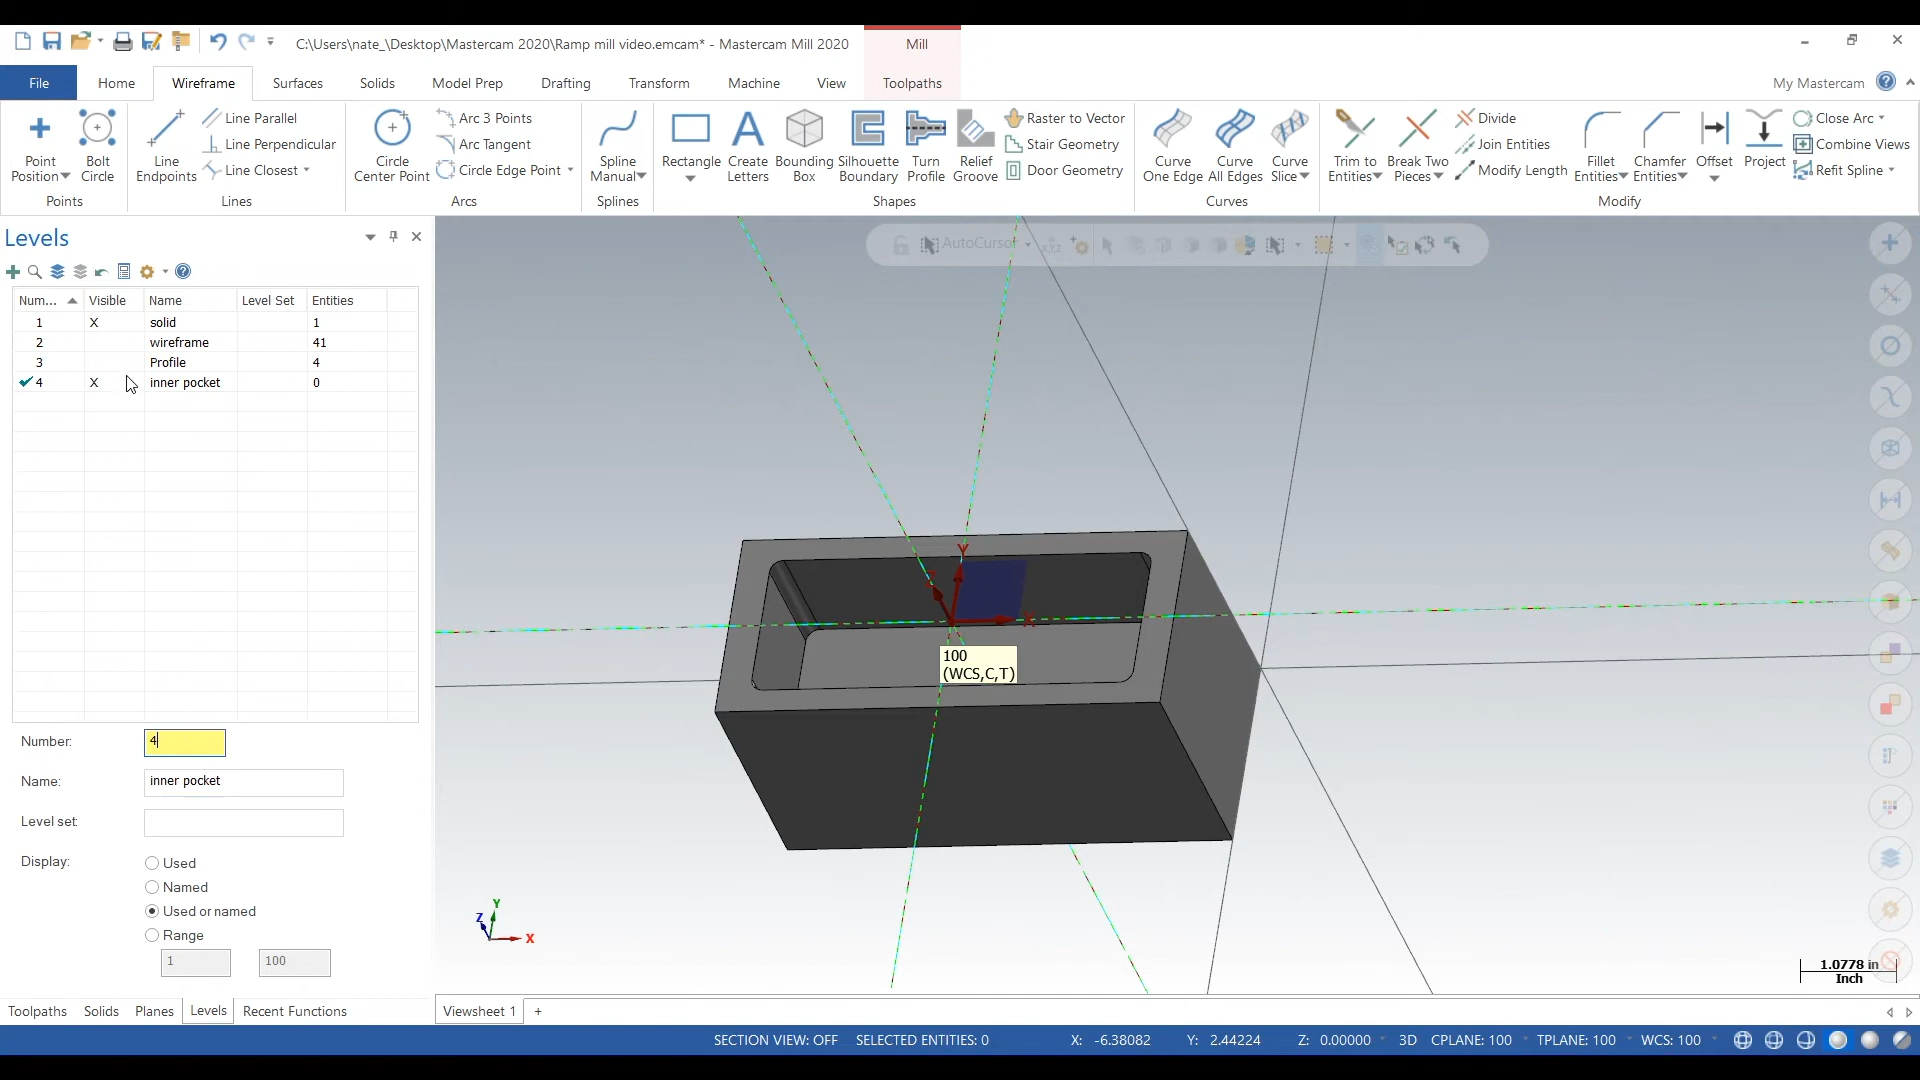 C:\Users\nate_\Desktop\Mastercam 2020\Ramp mill video.emcam* - Mastercam Mill 2020
Mill
File
Home
Wireframe
Surfaces
Solids
Model Prep
Drafting
Transform
Machine
View
Toolpaths
My Mastercam
Point Position
Bolt Circle
Points
Line Endpoints
Line Parallel
Line Perpendicular
Line Closest
Lines
Circle Center Point
Arc 3 Points
Arc Tangent
Circle Edge Point
Arcs
Spline Manual
Splines
Rectangle
Create Letters
Bounding Box
Silhouette Boundary
Turn Profile
Relief Groove
Raster to Vector
Stair Geometry
Door Geometry
Shapes
Curve One Edge
Curve All Edges
Curve Slice
Curves
Trim to Entities
Break Two Pieces
Divide
Join Entities
Modify Length
Fillet Entities
Chamfer Entities
Offset
Project
Close Arc
Combine Views
Refit Spline
Modify
Levels
Num... Visible Name Level Set Entities
1 X solid 1
2 wireframe 41
3 Profile 4
4 X inner pocket 0
Number: 4
Name: inner pocket
Level set:
Display:
Used
Named
Used or named
Range
1 100
Toolpaths Solids Planes Levels Recent Functions
AutoCursor
Y
X
100
(WCS,C,T)
Y
Z
X
1.0778 in
Inch
Viewsheet 1 +
SECTION VIEW: OFF SELECTED ENTITIES: 0 X: -6.38082 Y: 2.44224 Z: 0.00000 3D CPLANE: 100 TPLANE: 100 WCS: 100